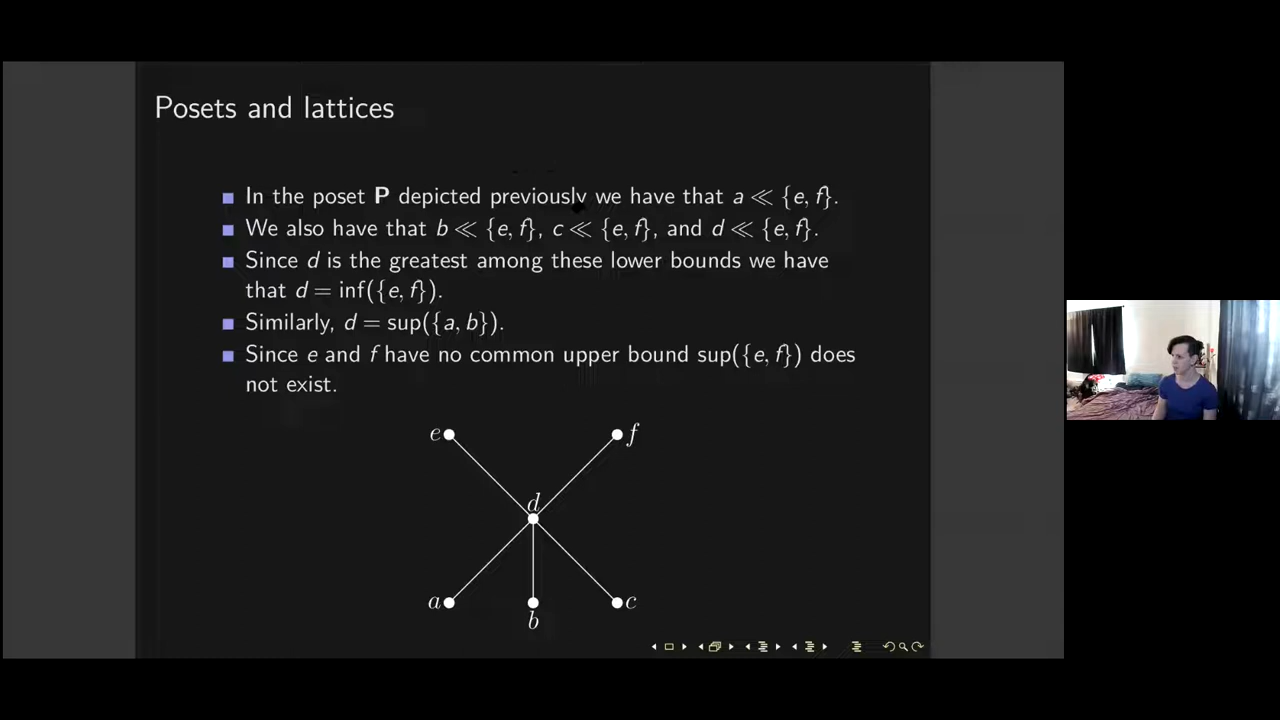 Posets and lattices
In the poset P depicted previously we have that a ≪ {e, f}.
We also have that b ≪ {e, f}, c ≪ {e, f}, and d ≪ {e, f}.
Since d is the greatest among these lower bounds we have
that d = inf({e, f}).
Similarly, d = sup({a, b}).
Since e and f have no common upper bound sup({e, f}) does
not exist.
e f
d
a c
b